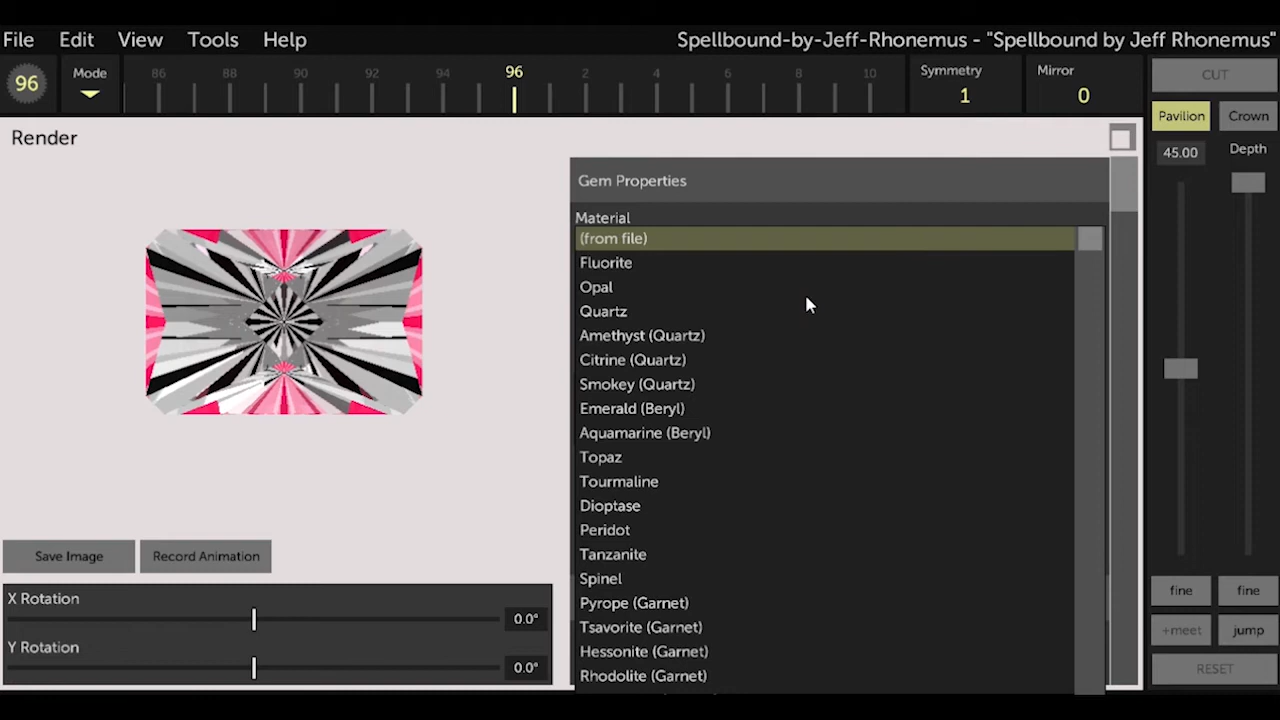 File Edit View Tools Help Spellbound-by-Jeff-Rhonemus - "Spellbound by Jeff Rhonemus"
96 Mode 86 88 90 92 94 96 2 4 6 8 10 Symmetry 1 Mirror 0 CUT
Pavilion Crown
45.00 Depth
Render
Gem Properties
Material
(from file)
Fluorite
Opal
Quartz
Amethyst (Quartz)
Citrine (Quartz)
Smokey (Quartz)
Emerald (Beryl)
Aquamarine (Beryl)
Topaz
Tourmaline
Dioptase
Peridot
Tanzanite
Spinel
Pyrope (Garnet)
Tsavorite (Garnet)
Hessonite (Garnet)
Rhodolite (Garnet)
Save Image Record Animation
X Rotation 0.0°
Y Rotation 0.0°
fine fine
+meet jump
RESET